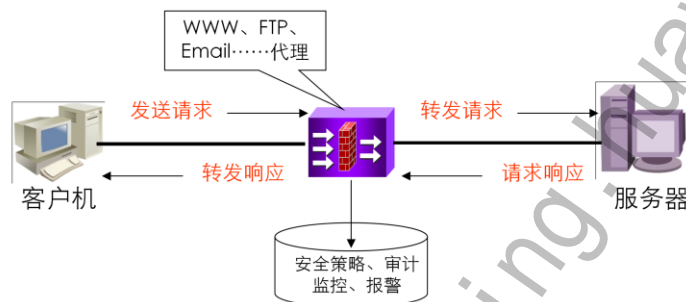 WWW、FTP、
Email……代理
发送请求
转发请求
转发响应
请求响应
客户机
服务器
安全策略、审计
监控、报警